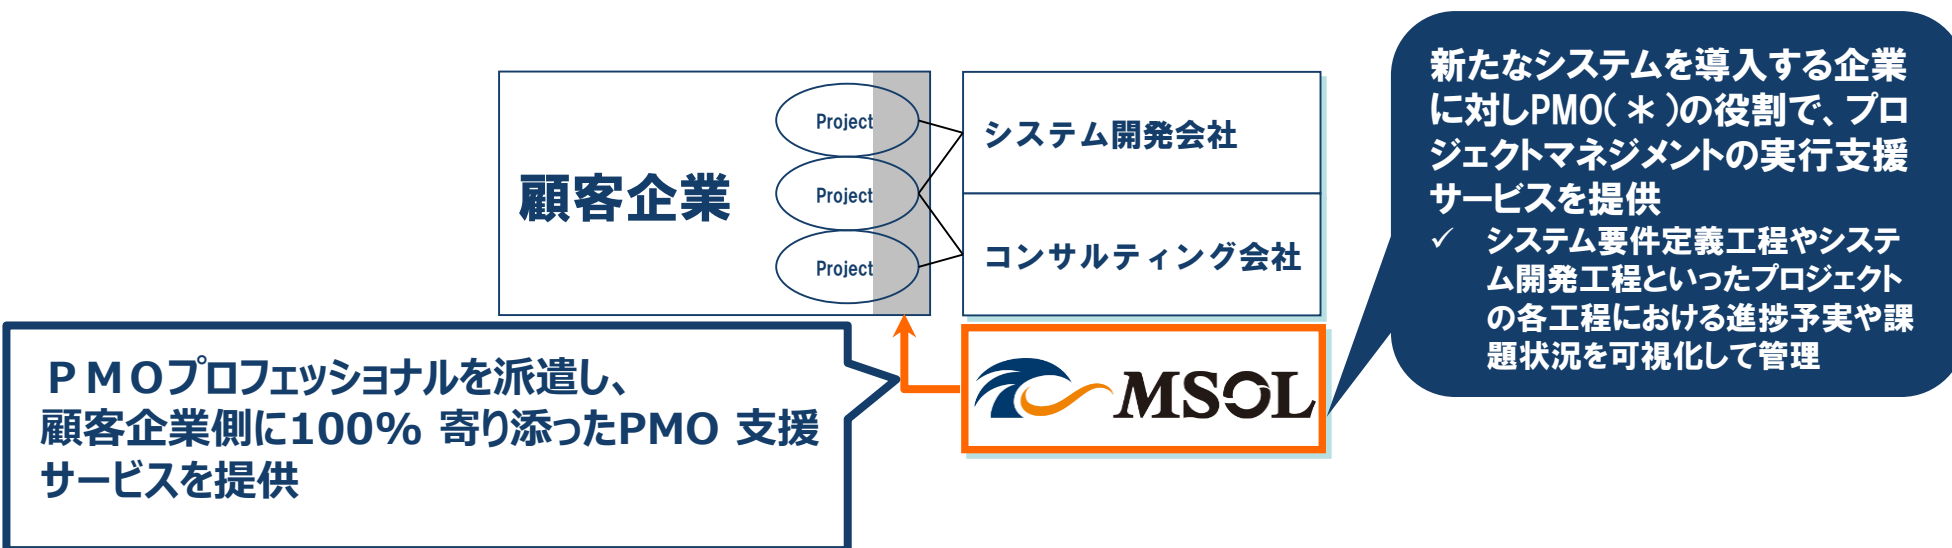 顧客企業
Project
Project
Project
システム開発会社
コンサルティング会社
MSOL
ＰＭＯプロフェッショナルを派遣し、
顧客企業側に100% 寄り添ったPMO 支援
サービスを提供
新たなシステムを導入する企業
に対しPMO(＊)の役割で、プロ
ジェクトマネジメントの実行支援
サービスを提供
✓ システム要件定義工程やシステ
ム開発工程といったプロジェクト
の各工程における進捗予実や課
題状況を可視化して管理